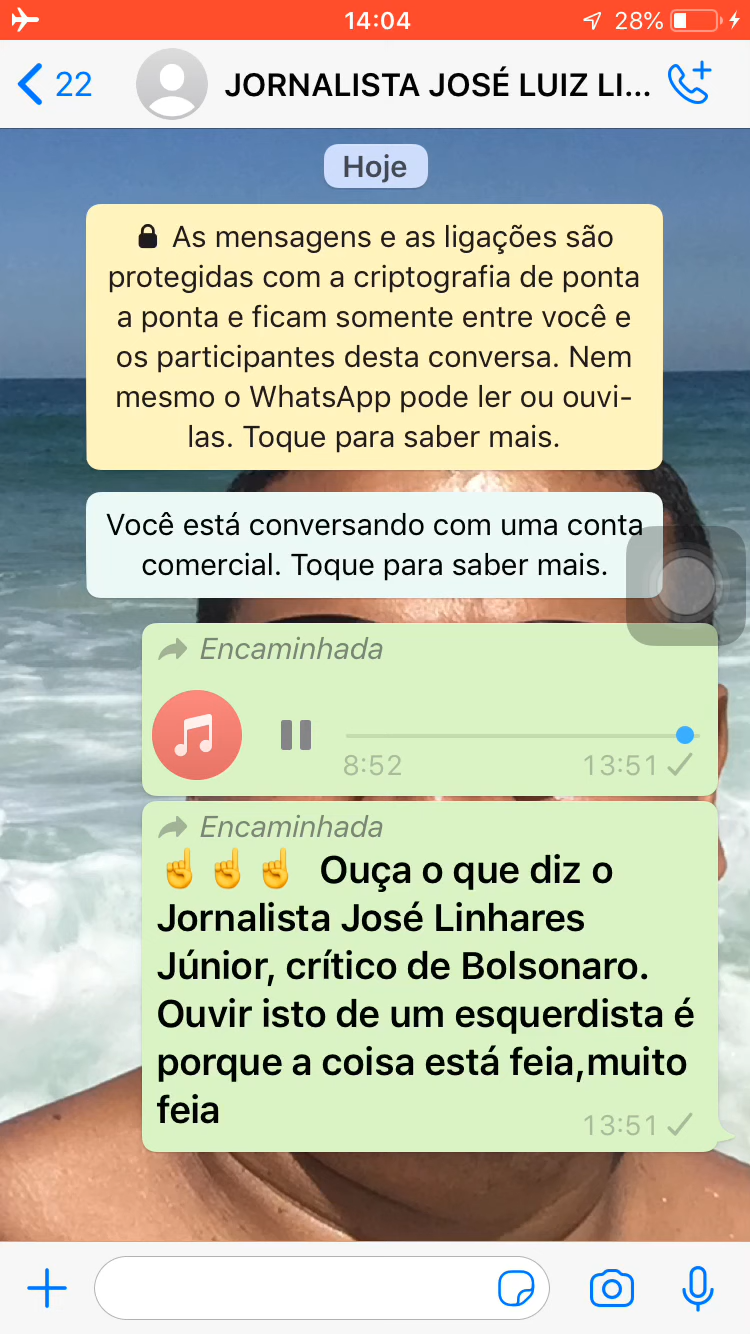 14:04
28%
22
JORNALISTA JOSÉ LUIZ LI...
Hoje
As mensagens e as ligações são
protegidas com a criptografia de ponta
a ponta e ficam somente entre você e
os participantes desta conversa. Nem
mesmo o WhatsApp pode ler ou ouvi-
las. Toque para saber mais.
Você está conversando com uma conta
comercial. Toque para saber mais.
Encaminhada
8:52
13:51
Encaminhada
☝️☝️☝️ Ouça o que diz o
Jornalista José Linhares
Júnior, crítico de Bolsonaro.
Ouvir isto de um esquerdista é
porque a coisa está feia,muito
feia
13:51